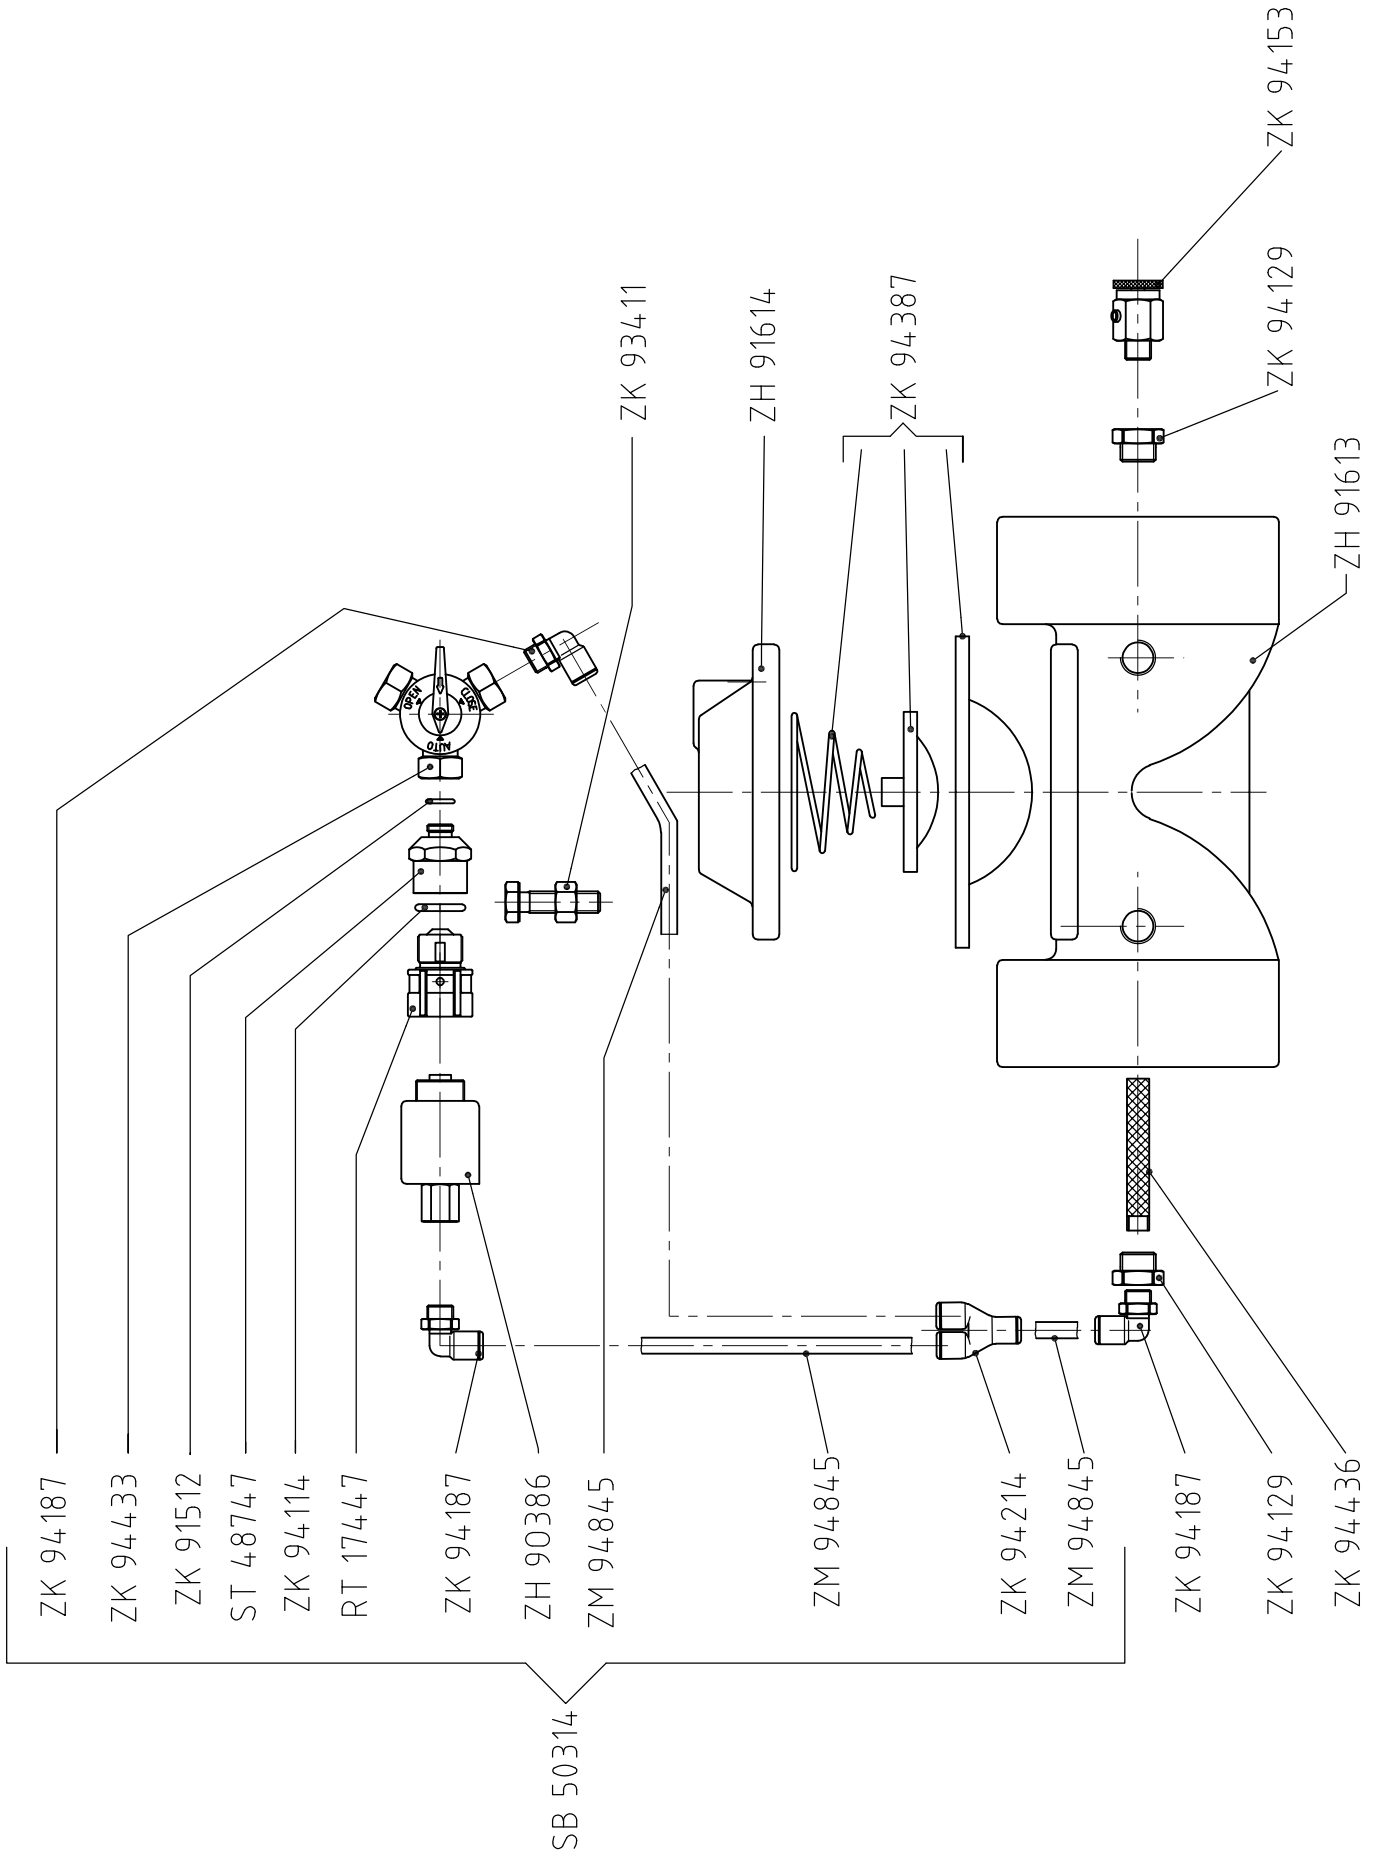 ZK 94187
ZK 94433
ZK 91512
ST 48747
ZK 94114
RT 17447
ZK 94187
ZH 90386
ZM 94845
ZM 94845
ZK 94214
ZM 94845
ZK 94187
ZK 94129
ZK 94436
SB 50314
ZK 93411
ZH 91614
ZK 94387
ZK 94153
ZK 94129
ZH 91613
OPEN
CLOSE
AUTO